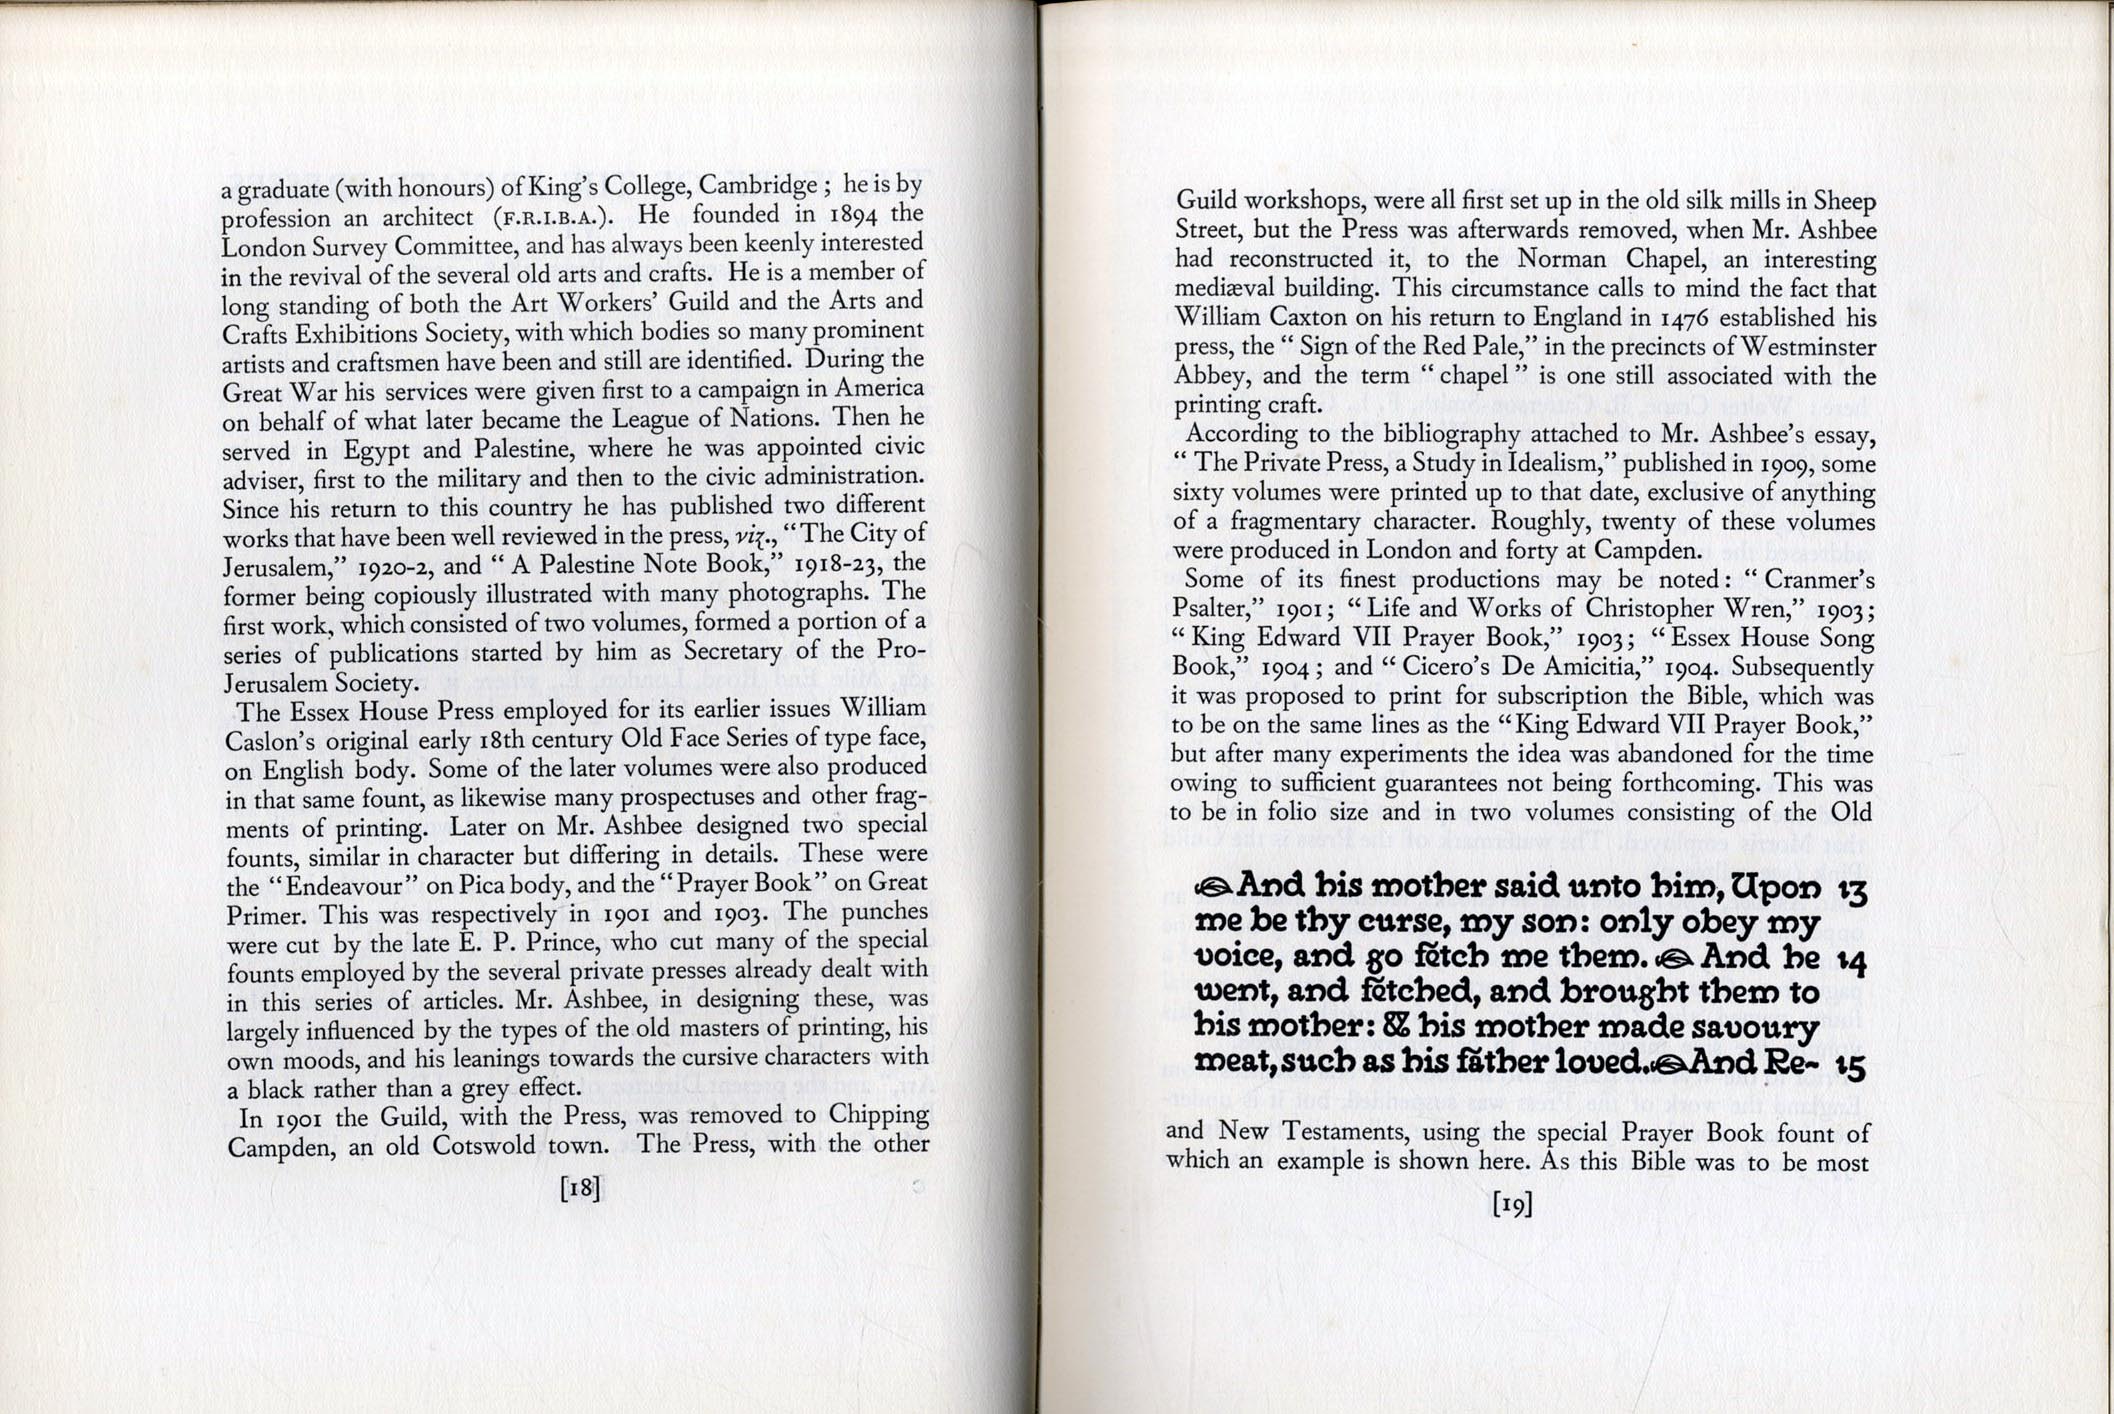 a graduate (with honours) of King's College, Cambridge ; he is by
profession an architect (F.R.I.B.A.). He founded in 1894 the
London Survey Committee, and has always been keenly interested
in the revival of the several old arts and crafts. He is a member of
long standing of both the Art Workers' Guild and the Arts and
Crafts Exhibitions Society, with which bodies so many prominent
artists and craftsmen have been and still are identified. During the
Great War his services were given first to a campaign in America
on behalf of what later became the League of Nations. Then he
served in Egypt and Palestine, where he was appointed civic
adviser, first to the military and then to the civic administration.
Since his return to this country he has published two different
works that have been well reviewed in the press, viz., “The City of
Jerusalem,” 1920-2, and “ A Palestine Note Book,” 1918-23, the
former being copiously illustrated with many photographs. The
first work, which consisted of two volumes, formed a portion of a
series of publications started by him as Secretary of the Pro-
Jerusalem Society.
The Essex House Press employed for its earlier issues William
Caslon's original early 18th century Old Face Series of type face,
on English body. Some of the later volumes were also produced
in that same fount, as likewise many prospectuses and other frag-
ments of printing. Later on Mr. Ashbee designed two special
founts, similar in character but differing in details. These were
the “Endeavour” on Pica body, and the “Prayer Book” on Great
Primer. This was respectively in 1901 and 1903. The punches
were cut by the late E. P. Prince, who cut many of the special
founts employed by the several private presses already dealt with
in this series of articles. Mr. Ashbee, in designing these, was
largely influenced by the types of the old masters of printing, his
own moods, and his leanings towards the cursive characters with
a black rather than a grey effect.
In 1901 the Guild, with the Press, was removed to Chipping
Campden, an old Cotswold town. The Press, with the other
[18]
Guild workshops, were all first set up in the old silk mills in Sheep
Street, but the Press was afterwards removed, when Mr. Ashbee
had reconstructed it, to the Norman Chapel, an interesting
mediæval building. This circumstance calls to mind the fact that
William Caxton on his return to England in 1476 established his
press, the “ Sign of the Red Pale,” in the precincts of Westminster
Abbey, and the term “ chapel ” is one still associated with the
printing craft.
According to the bibliography attached to Mr. Ashbee's essay,
“ The Private Press, a Study in Idealism,” published in 1909, some
sixty volumes were printed up to that date, exclusive of anything
of a fragmentary character. Roughly, twenty of these volumes
were produced in London and forty at Campden.
Some of its finest productions may be noted : “ Cranmer's
Psalter,” 1901 ; “ Life and Works of Christopher Wren,” 1903 ;
“ King Edward VII Prayer Book,” 1903 ; “ Essex House Song
Book,” 1904 ; and “ Cicero's De Amicitia,” 1904. Subsequently
it was proposed to print for subscription the Bible, which was
to be on the same lines as the “King Edward VII Prayer Book,”
but after many experiments the idea was abandoned for the time
owing to sufficient guarantees not being forthcoming. This was
to be in folio size and in two volumes consisting of the Old
And his mother said unto him, Upon 13
me be thy curse, my son: only obey my
voice, and go fetch me them. And he 14
went, and fetched, and brought them to
his mother: & his mother made savoury
meat, such as his father loved. And Re- 15
and New Testaments, using the special Prayer Book fount of
which an example is shown here. As this Bible was to be most
[19]